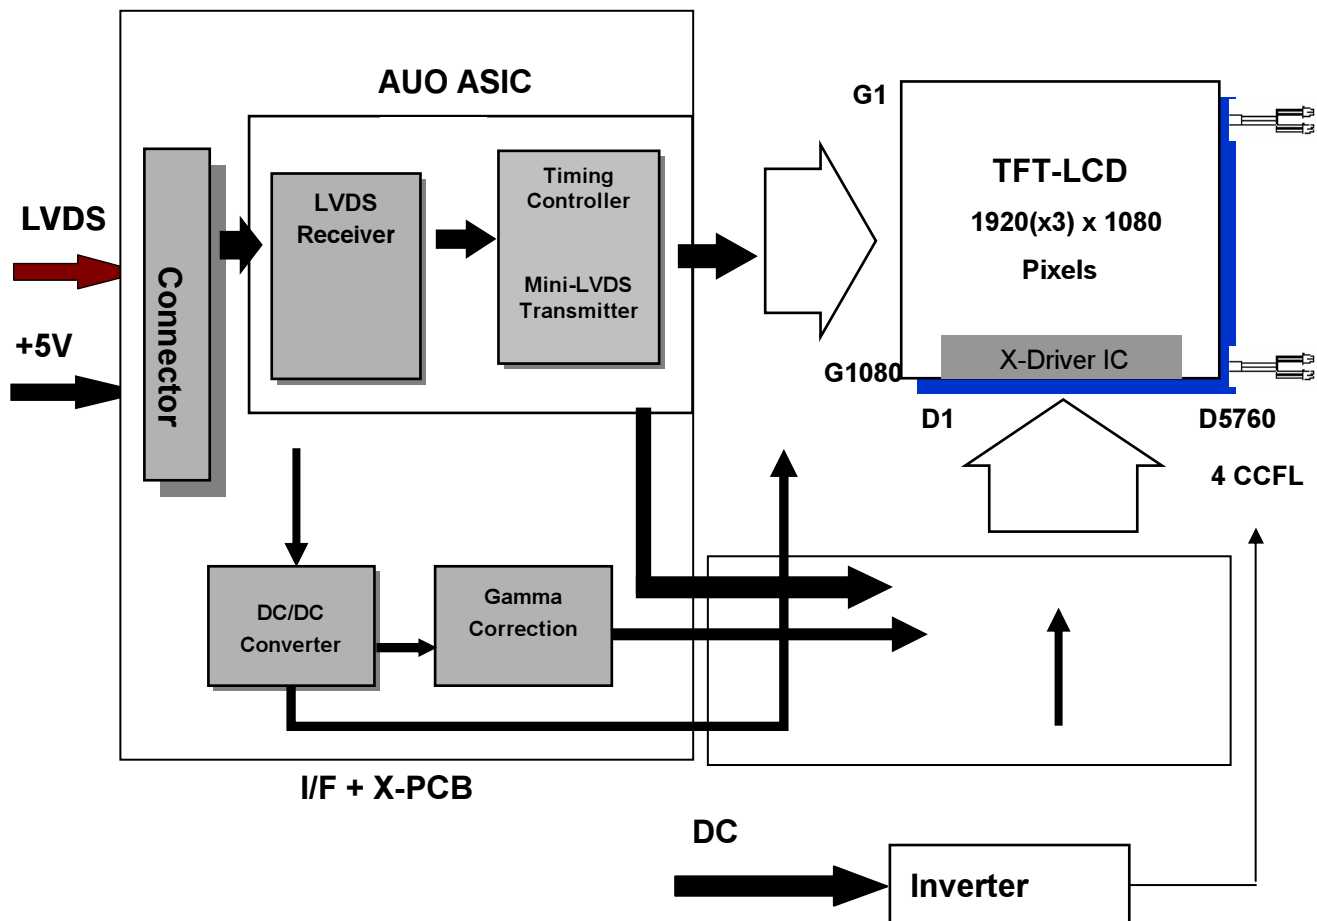 AUO ASIC
G1
LVDS
+5V
Connector
LVDS
Receiver
Timing
Controller
Mini-LVDS
Transmitter
TFT-LCD
1920(x3) x 1080
Pixels
X-Driver IC
G1080
D1
D5760
4 CCFL
DC/DC
Converter
Gamma
Correction
I/F + X-PCB
DC
Inverter